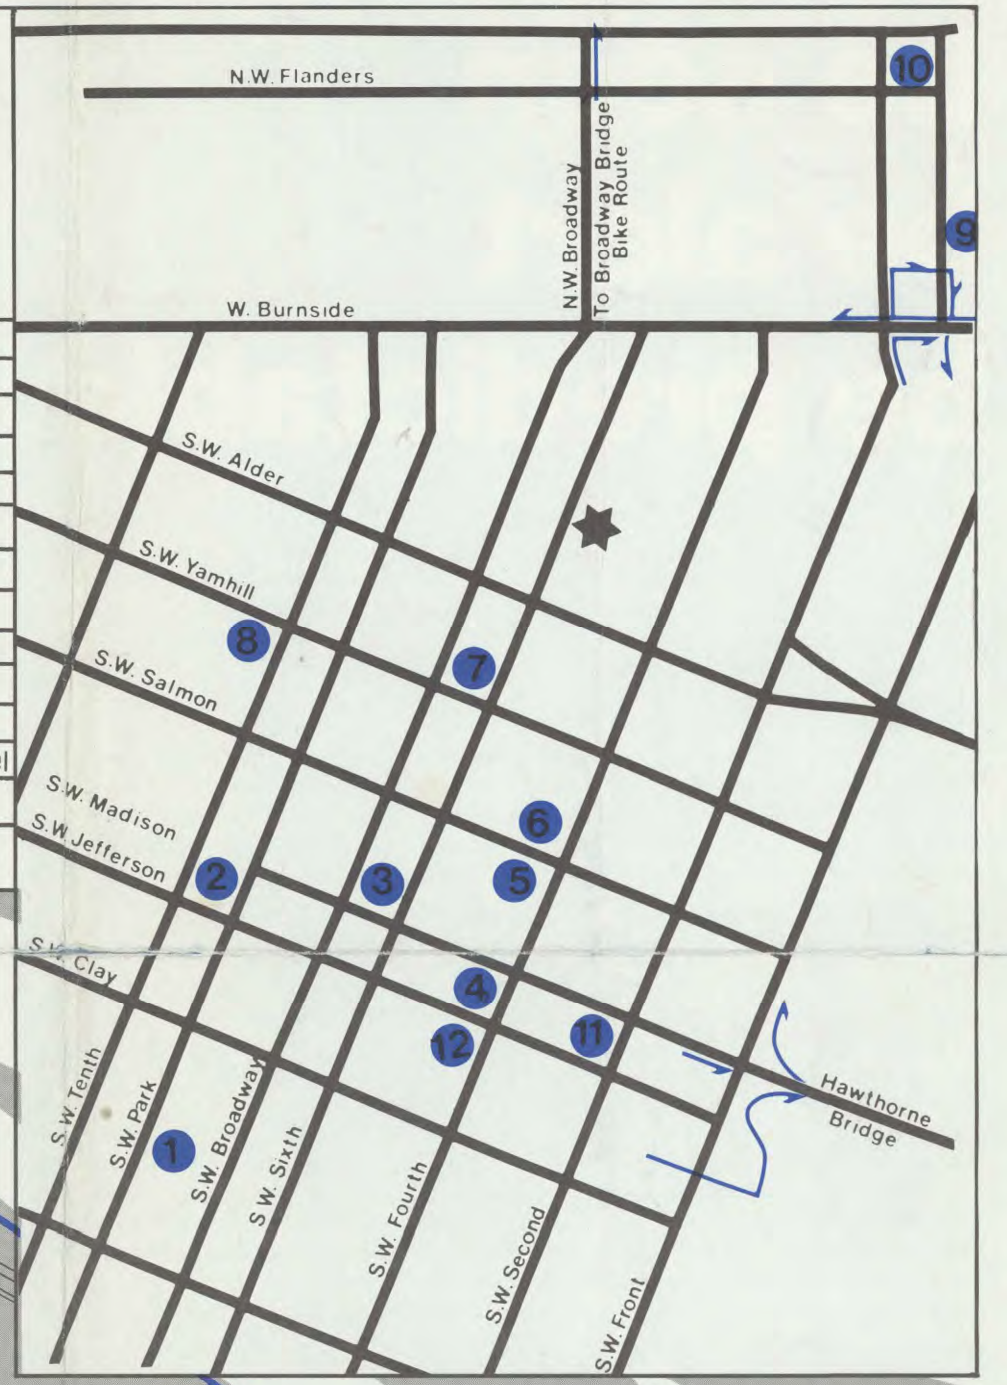 10
N.W. Flanders
N.W. Broadway
To Broadway Bridge
Bike Route
9
W. Burnside
S.W. Alder
S.W. Yamhill
8
7
S.W. Salmon
S.W. Madison
S.W. Jefferson
6
2
3
5
S.W. Clay
4
11
12
Hawthorne
Bridge
S.W. Tenth
S.W. Park
1
S.W. Broadway
S.W. Sixth
S.W. Fourth
S.W. Second
S.W. Front